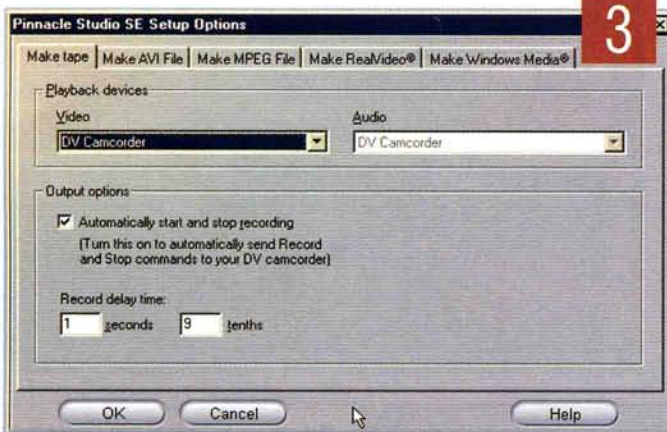 Pinnacle Studio SE Setup Options
3
Make tape
Make AVI File
Make MPEG File
Make RealVideo®
Make Windows Media®
Playback devices
Video
Audio
DV Camcorder
DV Camcorder
Output options
Automatically start and stop recording
(Turn this on to automatically send Record
and Stop commands to your DV camcorder)
Record delay time:
1 seconds 9 tenths
OK
Cancel
Help